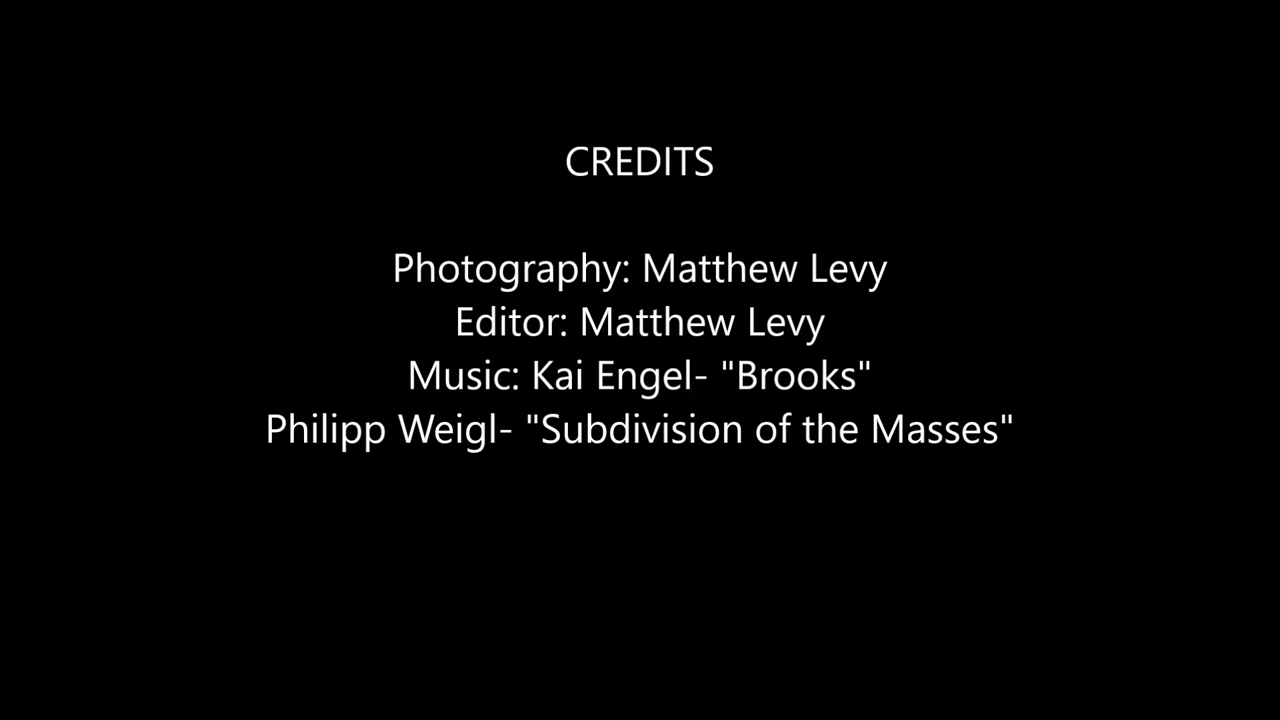 CREDITS
Photography: Matthew Levy
Editor: Matthew Levy
Music: Kai Engel- "Brooks"
Philipp Weigl- "Subdivision of the Masses"